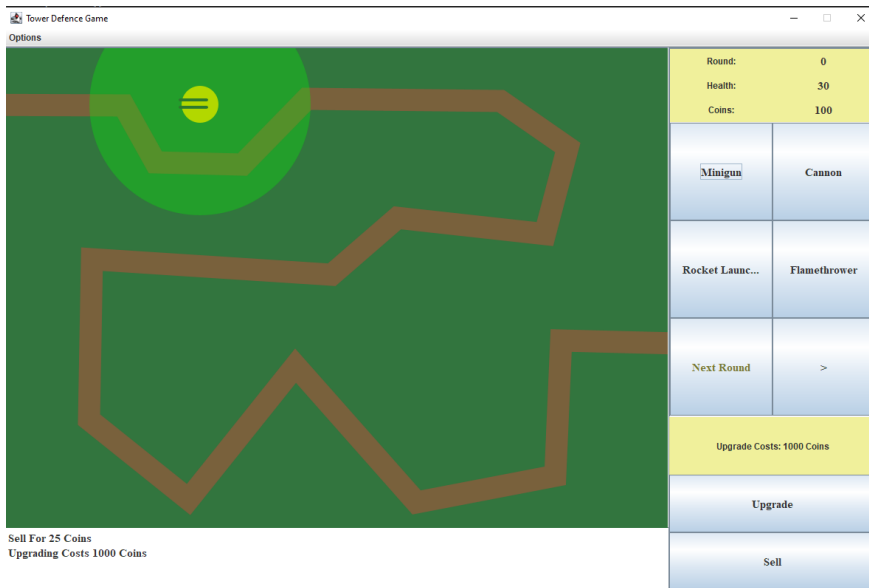 Tower Defence Game
Options
Round: 0
Health: 30
Coins: 100
Minigun Cannon
Rocket Launc... Flamethrower
Next Round >
Upgrade Costs: 1000 Coins
Upgrade
Sell
Sell For 25 Coins
Upgrading Costs 1000 Coins